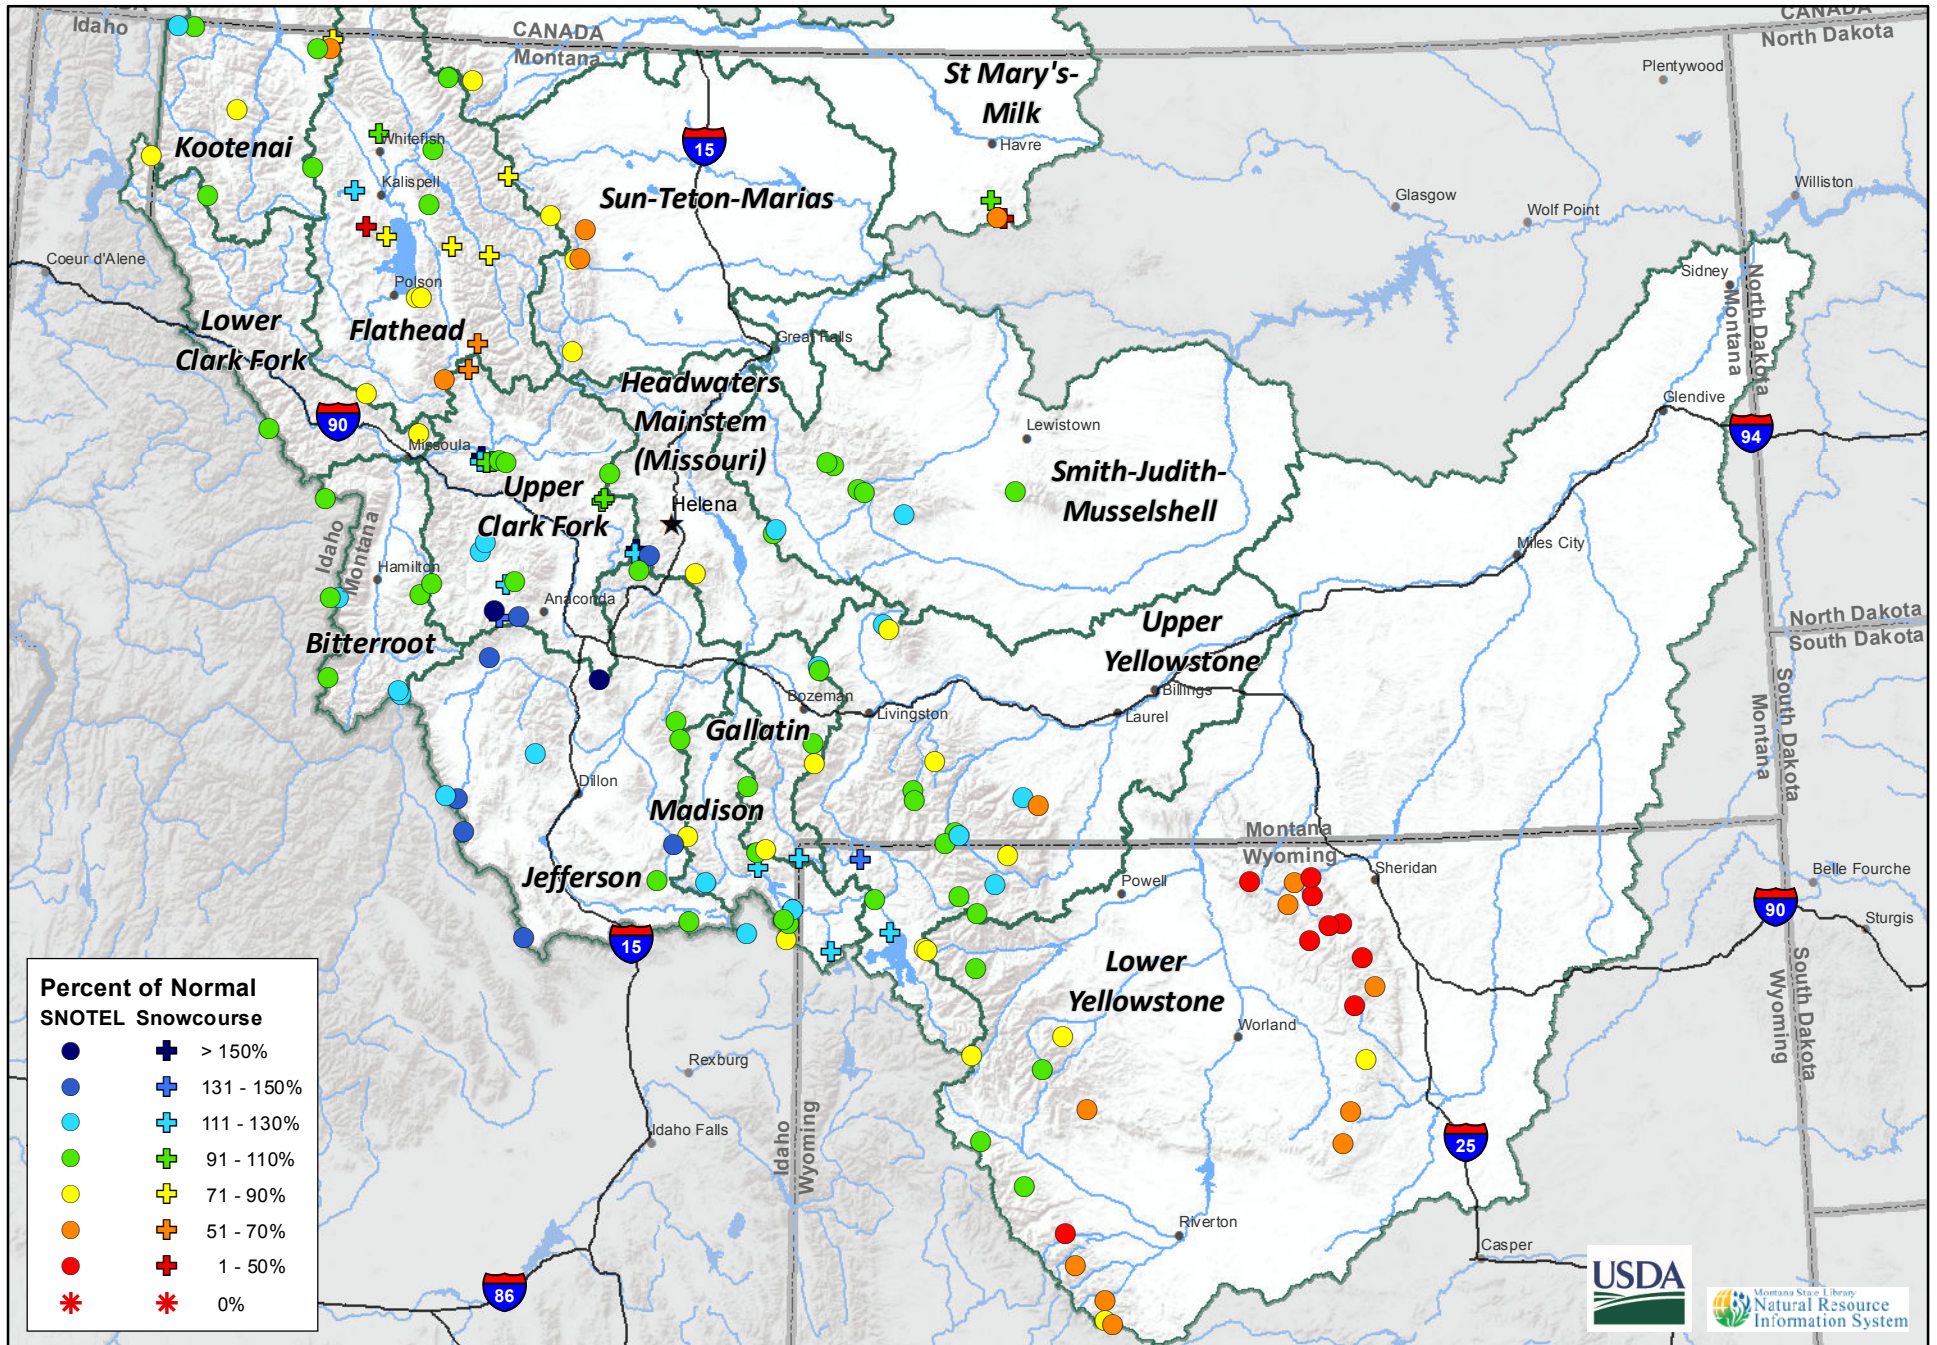 CANADA
Idaho
CANADA
Montana
CANADA
North Dakota
St Mary's-
Milk
Plentywood
Kootenai
Whitefish
15
Havre
Kalispell
Sun-Teton-Marias
Glasgow
Wolf Point
Williston
Coeur d'Alene
Polson
Sidney
North Dakota
Montana
Lower
Clark Fork
Flathead
Great Falls
Headwaters
Mainstem
(Missouri)
Glendive
90
Missoula
Lewistown
94
Smith-Judith-
Musselshell
Upper
Clark Fork
Helena
Idaho
Montana
Hamilton
Miles City
Anaconda
Bitterroot
Upper
Yellowstone
North Dakota
South Dakota
Bozeman
Livingston
Billings
Laurel
Gallatin
South Dakota
Montana
Dillon
Madison
Montana
Wyoming
Jefferson
Powell
Sheridan
Belle Fourche
90
Sturgis
15
Lower
Yellowstone
South Dakota
Wyoming
Worland
Rexburg
Idaho
Wyoming
Idaho Falls
25
Riverton
Casper
86
Percent of Normal
SNOTEL Snowcourse
> 150%
131 - 150%
111 - 130%
91 - 110%
71 - 90%
51 - 70%
1 - 50%
0%
USDA
Montana State Library
Natural Resource
Information System